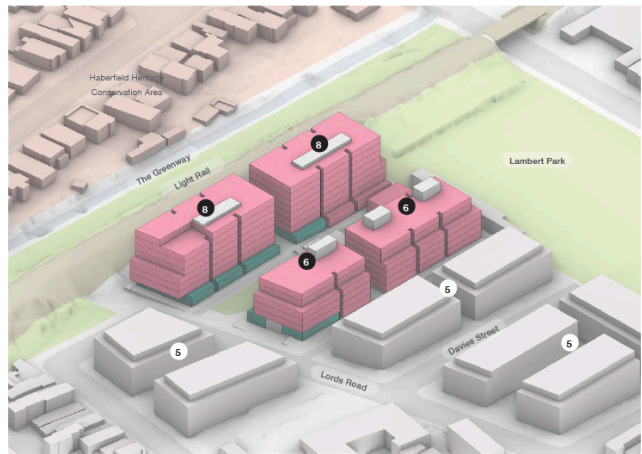 Haberfield Heritage
Conservation Area
The Greenway
Light Rail
Lambert Park
8
8
6
6
5
5
5
Davies Street
Lords Road